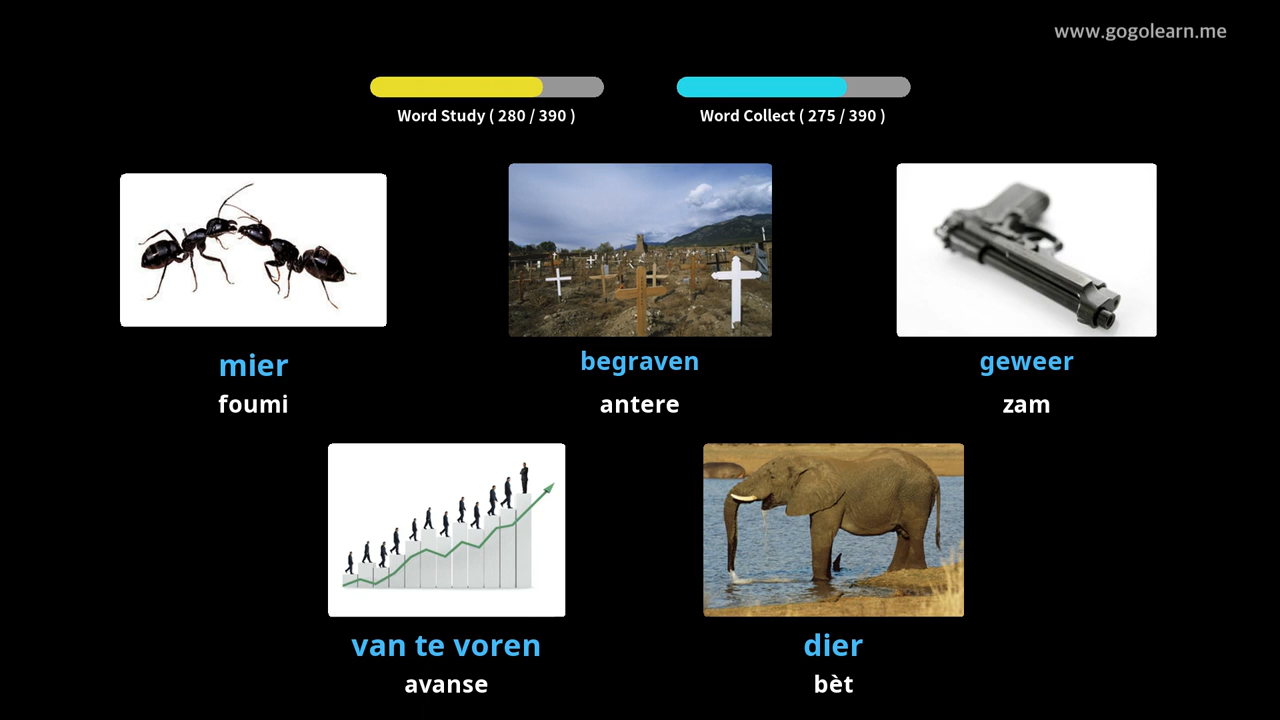 www.gogolearn.me
Word Study ( 280 / 390 )
Word Collect ( 275 / 390 )
mier
foumi
begraven
antere
geweer
zam
van te voren
avanse
dier
bèt